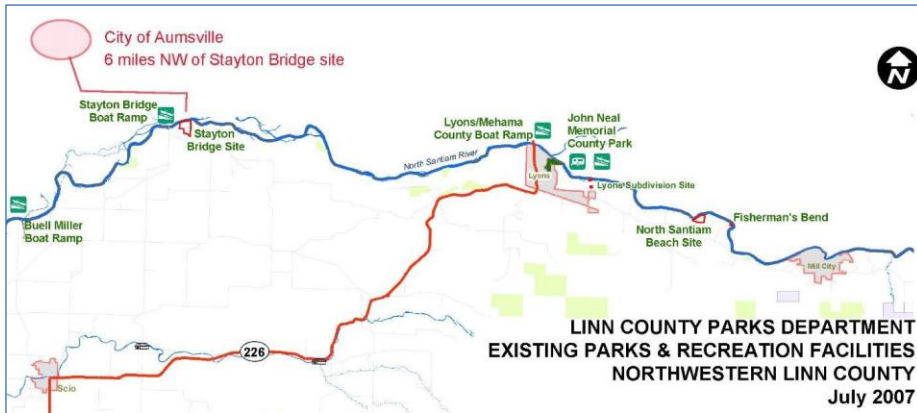 City of Aumsville
6 miles NW of Stayton Bridge site
N
Stayton Bridge
Boat Ramp
Stayton
Bridge Site
Lyons/Mehama
County Boat Ramp
John Neal
Memorial
County Park
North Santiam River
Lyons
Lyons Subdivision Site
Buell Miller
Boat Ramp
North Santiam
Beach Site
Fisherman's Bend
Mill City
226
Scio
LINN COUNTY PARKS DEPARTMENT
EXISTING PARKS & RECREATION FACILITIES
NORTHWESTERN LINN COUNTY
July 2007